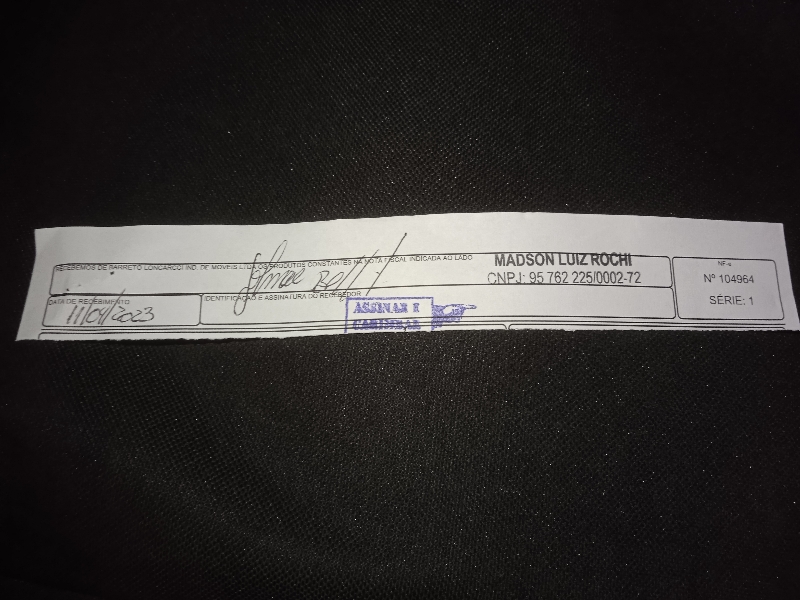 RECEBEMOS DE BARRETO LONCARCCI IND. DE MOVEIS LTDA OS PRODUTOS CONSTANTES NA NOTA FISCAL INDICADA AO LADO
MADSON LUIZ ROCHI
CNPJ: 95 762 225/0002-72
NF-e
Nº 104964
SÉRIE: 1
DATA DE RECEBIMENTO
11/04/2023
IDENTIFICAÇÃO E ASSINATURA DO RECEBEDOR
ASSINAR E
CARIMBAR